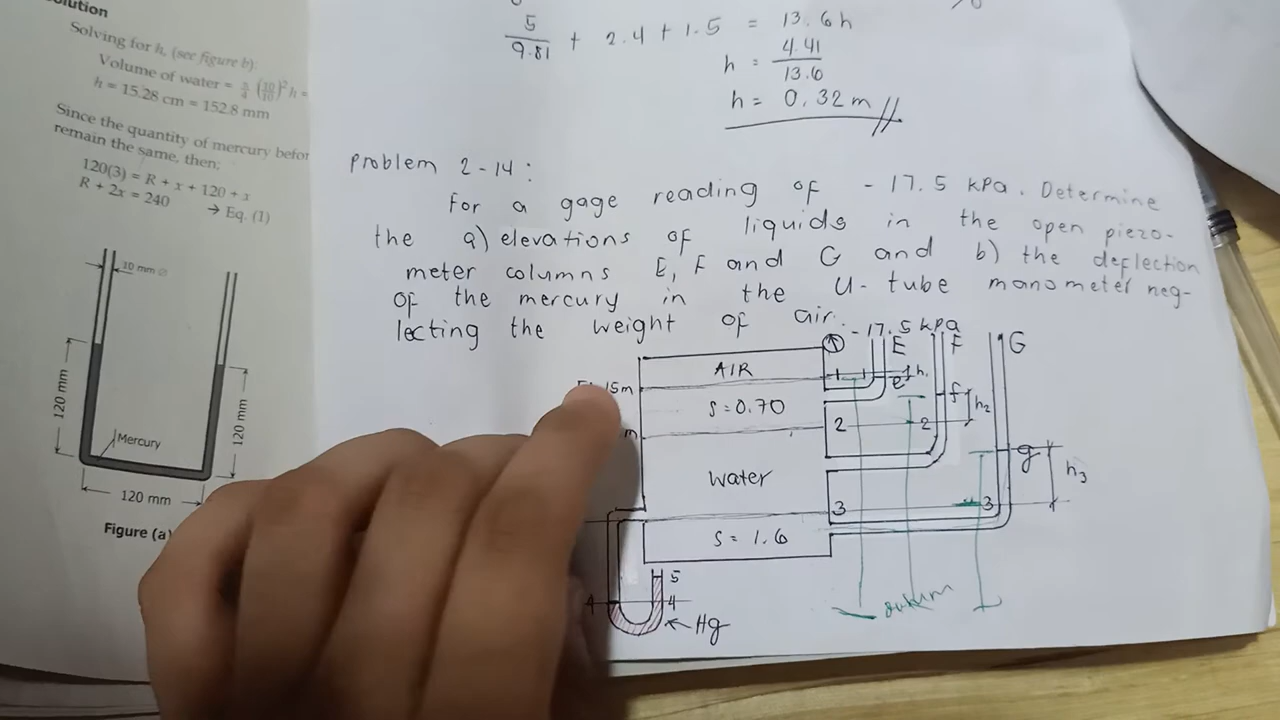 olution
Solving for h, (see figure b):
Volume of water =
h = 15.28 cm = 152.8 mm
Since the quantity of mercury befor
remain the same, then;
120(3) = R + x + 120 + x
R + 2x = 240 → Eq. (1)
10 mm ø
120 mm
120 mm
Mercury
120 mm
Figure (a)
5/9.81 + 2.4 + 1.5 = 13.6h
h = 4.41/13.6
h = 0.32 m //
Problem 2-14:
For a gage reading of -17.5 kPa. Determine
the a) elevations of liquids in the open piezo-
meter columns E, F and G and b) the deflection
of the mercury in the U-tube manometer neg-
lecting the weight of air.
-17.5 kPa
E
F
G
AIR
15m
1
1
e
h1
S=0.70
f
h2
m
2
2
Water
g
h3
3
3
S=1.6
5
4
4
← Hg
datum